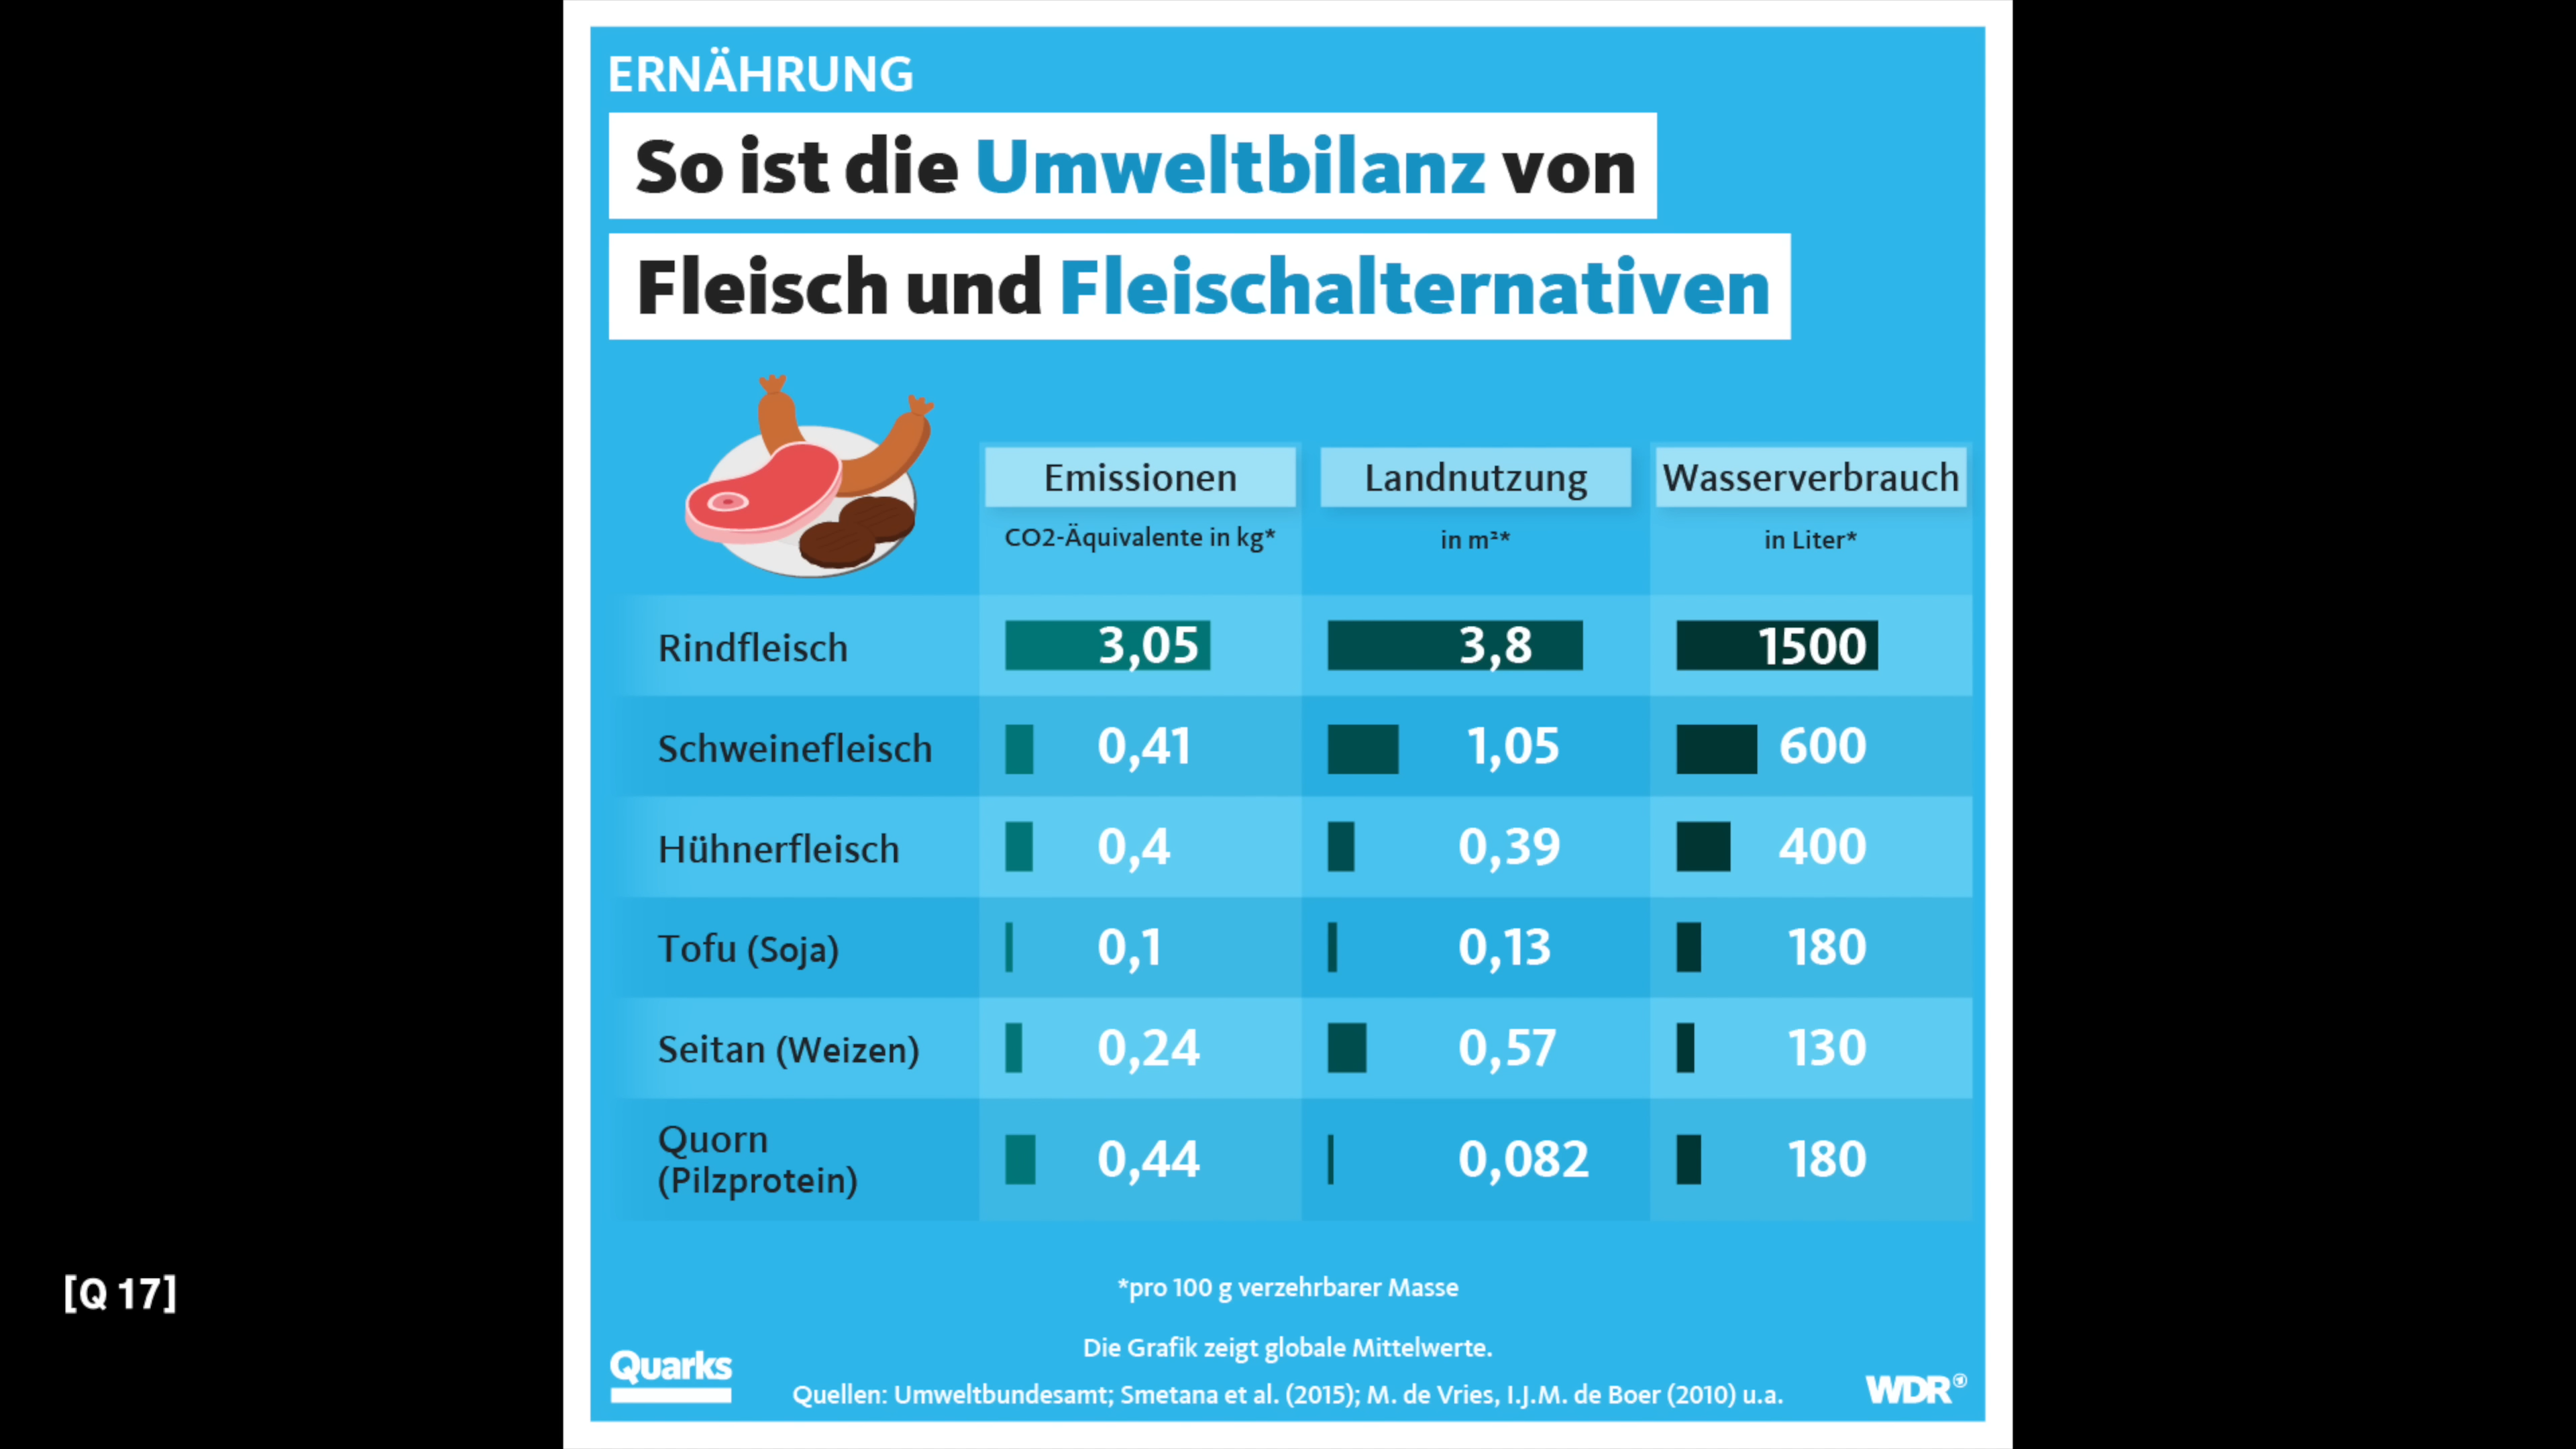 ERNÄHRUNG
So ist die Umweltbilanz von
Fleisch und Fleischalternativen
Emissionen Landnutzung Wasserverbrauch
CO2-Äquivalente in kg* in m²* in Liter*
Rindfleisch 3,05 3,8 1500
Schweinefleisch 0,41 1,05 600
Hühnerfleisch 0,4 0,39 400
Tofu (Soja) 0,1 0,13 180
Seitan (Weizen) 0,24 0,57 130
Quorn
(Pilzprotein) 0,44 0,082 180
[Q 17]
*pro 100 g verzehrbarer Masse
Die Grafik zeigt globale Mittelwerte.
Quarks
Quellen: Umweltbundesamt; Smetana et al. (2015); M. de Vries, I.J.M. de Boer (2010) u.a.
WDR